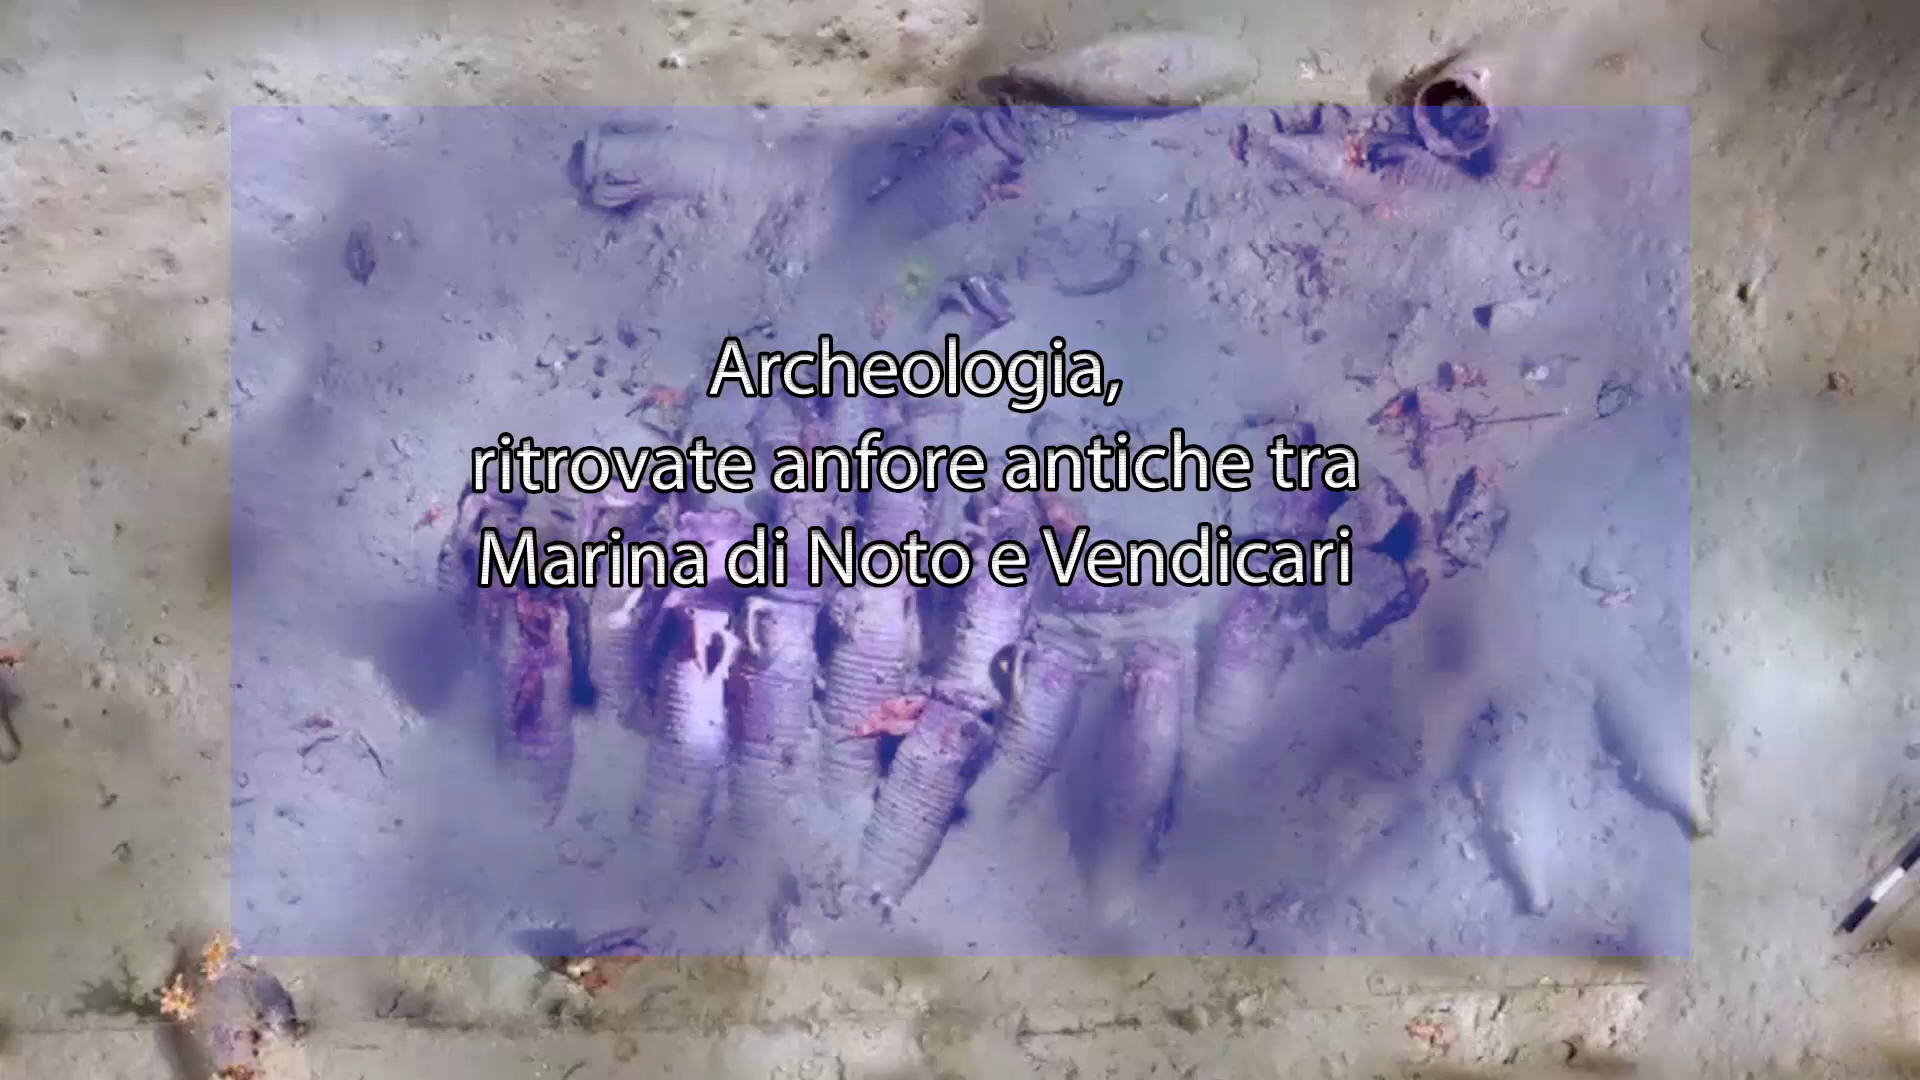 Archeologia,
ritrovate anfore antiche tra
Marina di Noto e Vendicari